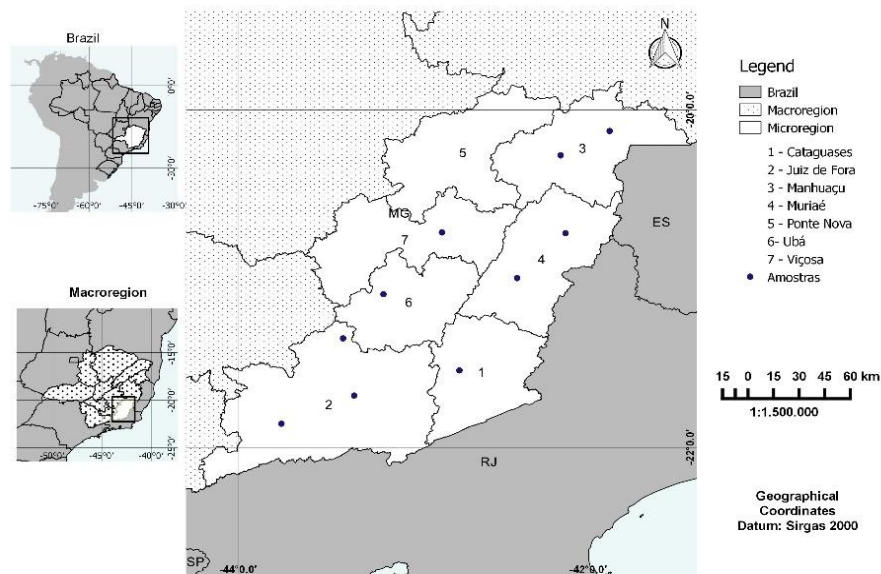 Brazil
0°0'
-30°0'
-75°0'
-60°0'
-45°0'
-30°0'
Macroregion
-15°0'
-20°0'
-25°0'
-50°0'
-45°0'
-40°0'
N
-20°0.0'
5
3
ES
MG
7
4
6
1
2
-22°0.0'
RJ
SP
-44°0.0'
-42°0.0'
Legend
Brazil
Macroregion
Microregion
1 - Cataguases
2 - Juiz de Fora
3 - Manhuaçu
4 - Muriaé
5 - Ponte Nova
6- Ubá
7 - Viçosa
Amostras
15 0 15 30 45 60 km
1:1.500.000
Geographical
Coordinates
Datum: Sirgas 2000